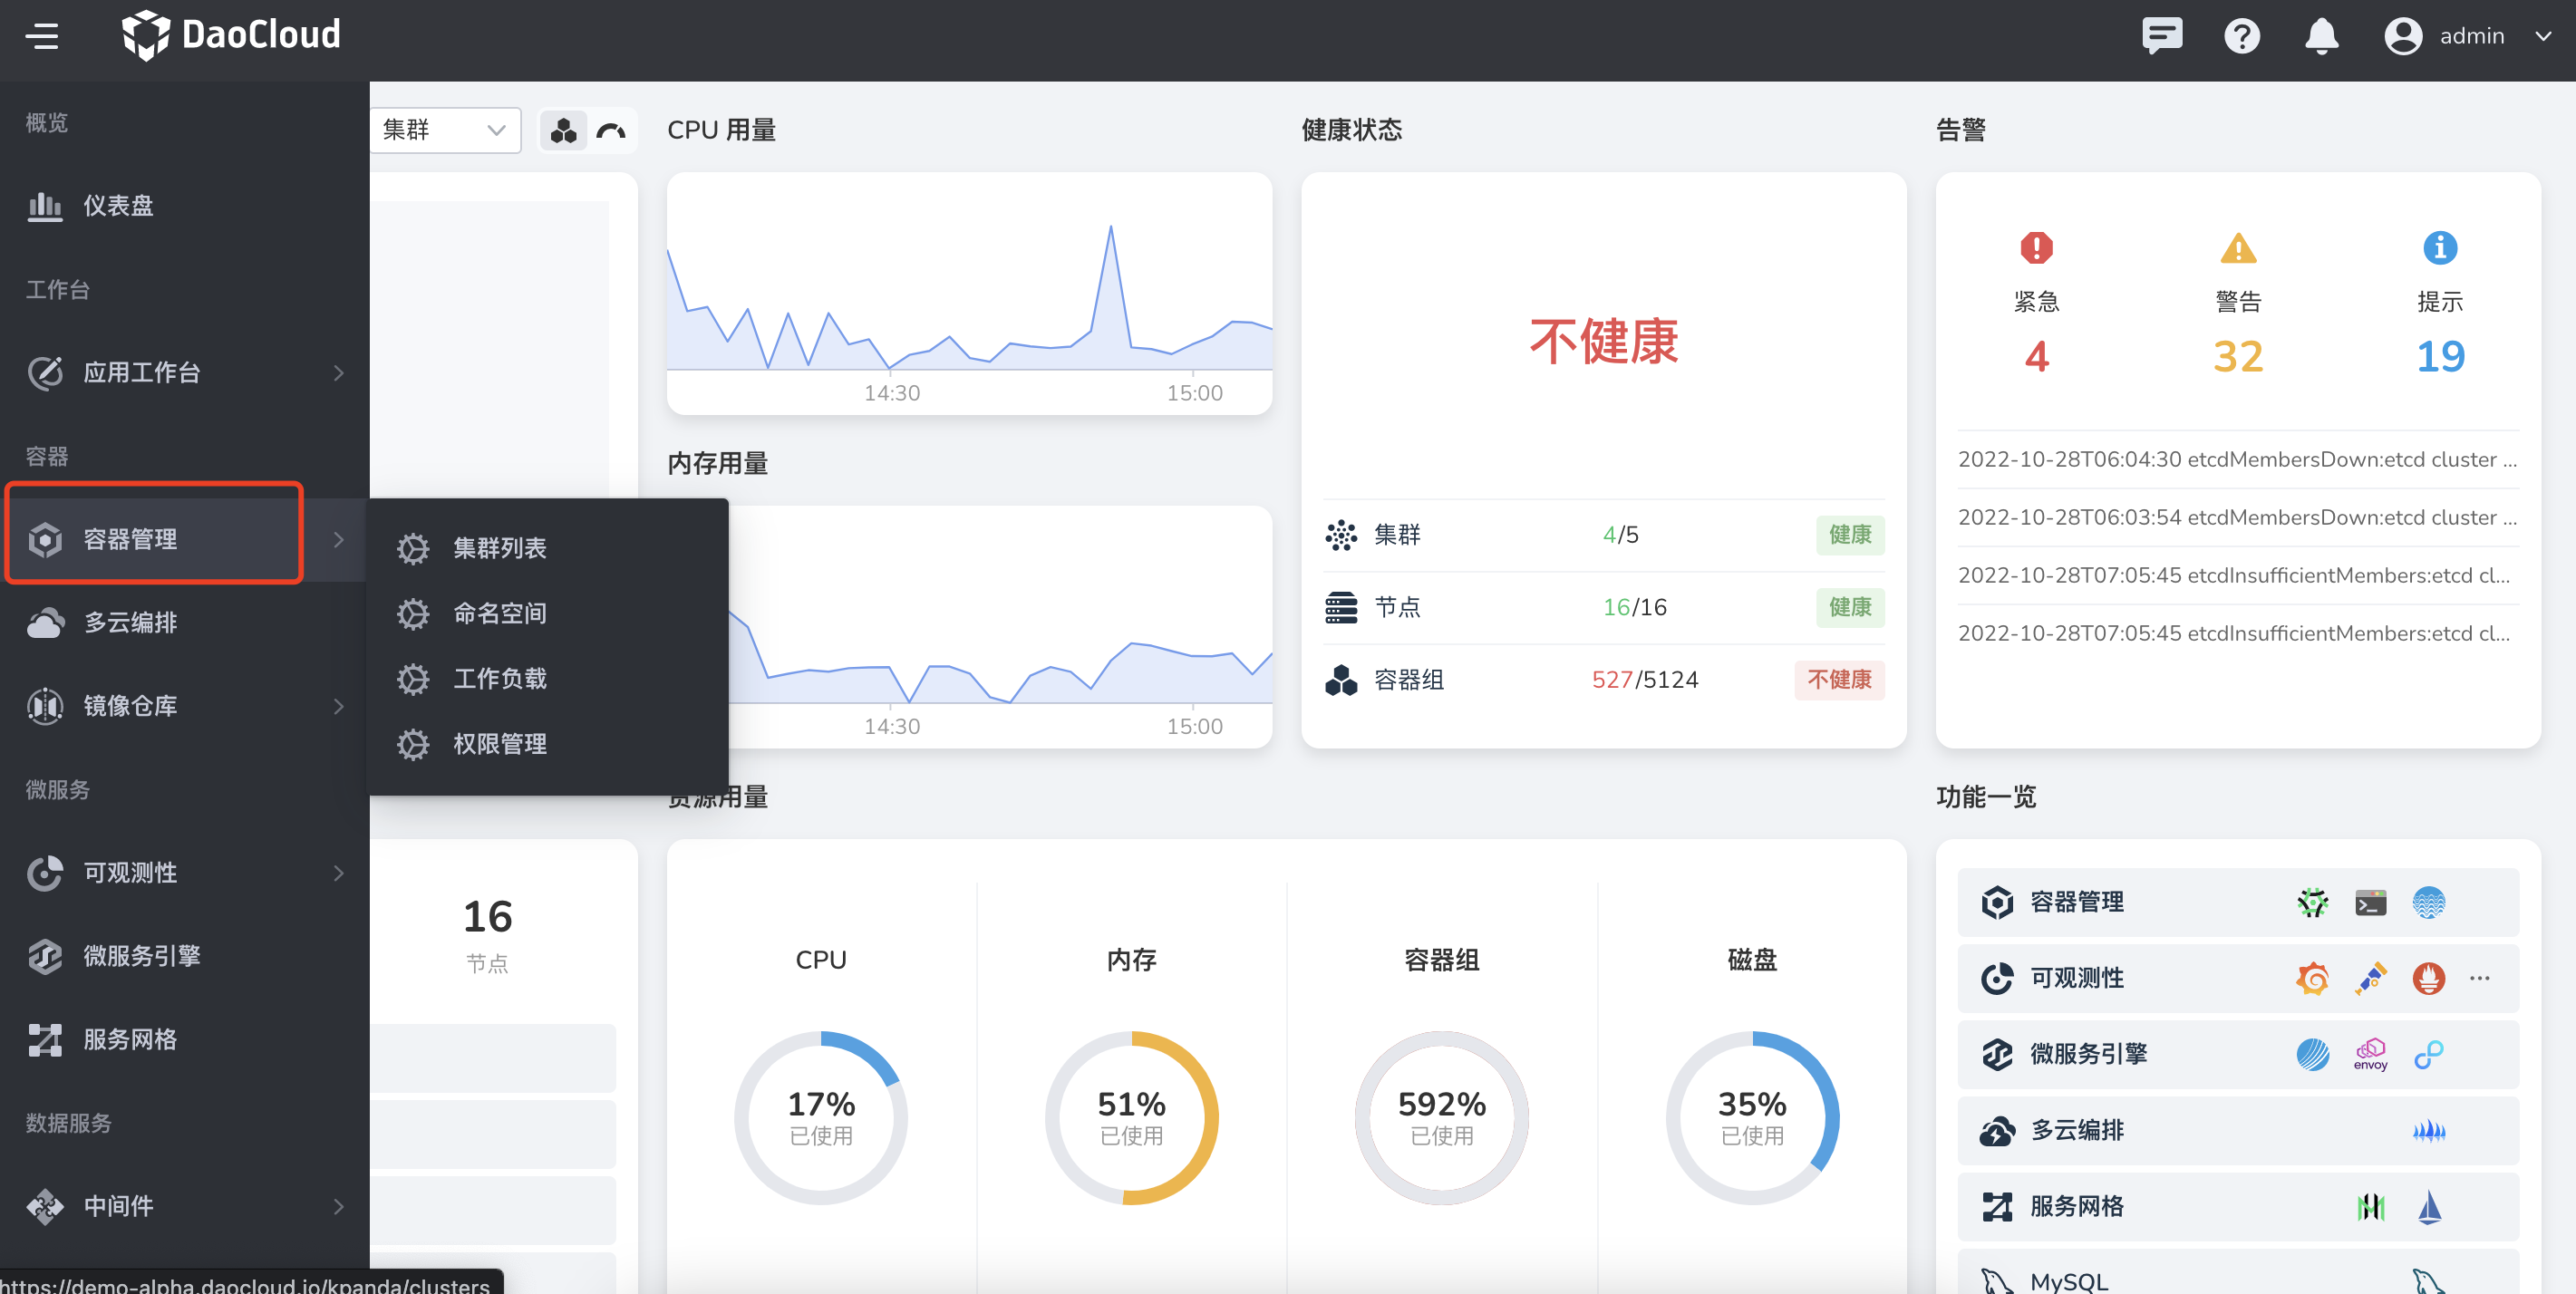 DaoCloud
admin
概览
仪表盘
工作台
应用工作台
容器
容器管理
多云编排
镜像仓库
微服务
可观测性
微服务引擎
服务网格
数据服务
中间件
https://demo-alpha.daocloud.io/kpanda/clusters
集群列表
命名空间
工作负载
权限管理
集群
16
节点
CPU 用量
14:30 15:00
内存用量
14:30 15:00
健康状态
不健康
集群 4/5 健康
节点 16/16 健康
容器组 527/5124 不健康
告警
紧急 警告 提示
4 32 19
2022-10-28T06:04:30 etcdMembersDown:etcd cluster ...
2022-10-28T06:03:54 etcdMembersDown:etcd cluster ...
2022-10-28T07:05:45 etcdInsufficientMembers:etcd cl...
2022-10-28T07:05:45 etcdInsufficientMembers:etcd cl...
资源用量
CPU 内存 容器组 磁盘
17% 51% 592% 35%
已使用 已使用 已使用 已使用
功能一览
容器管理
可观测性
...
微服务引擎
envoy
多云编排
服务网格
MySQL